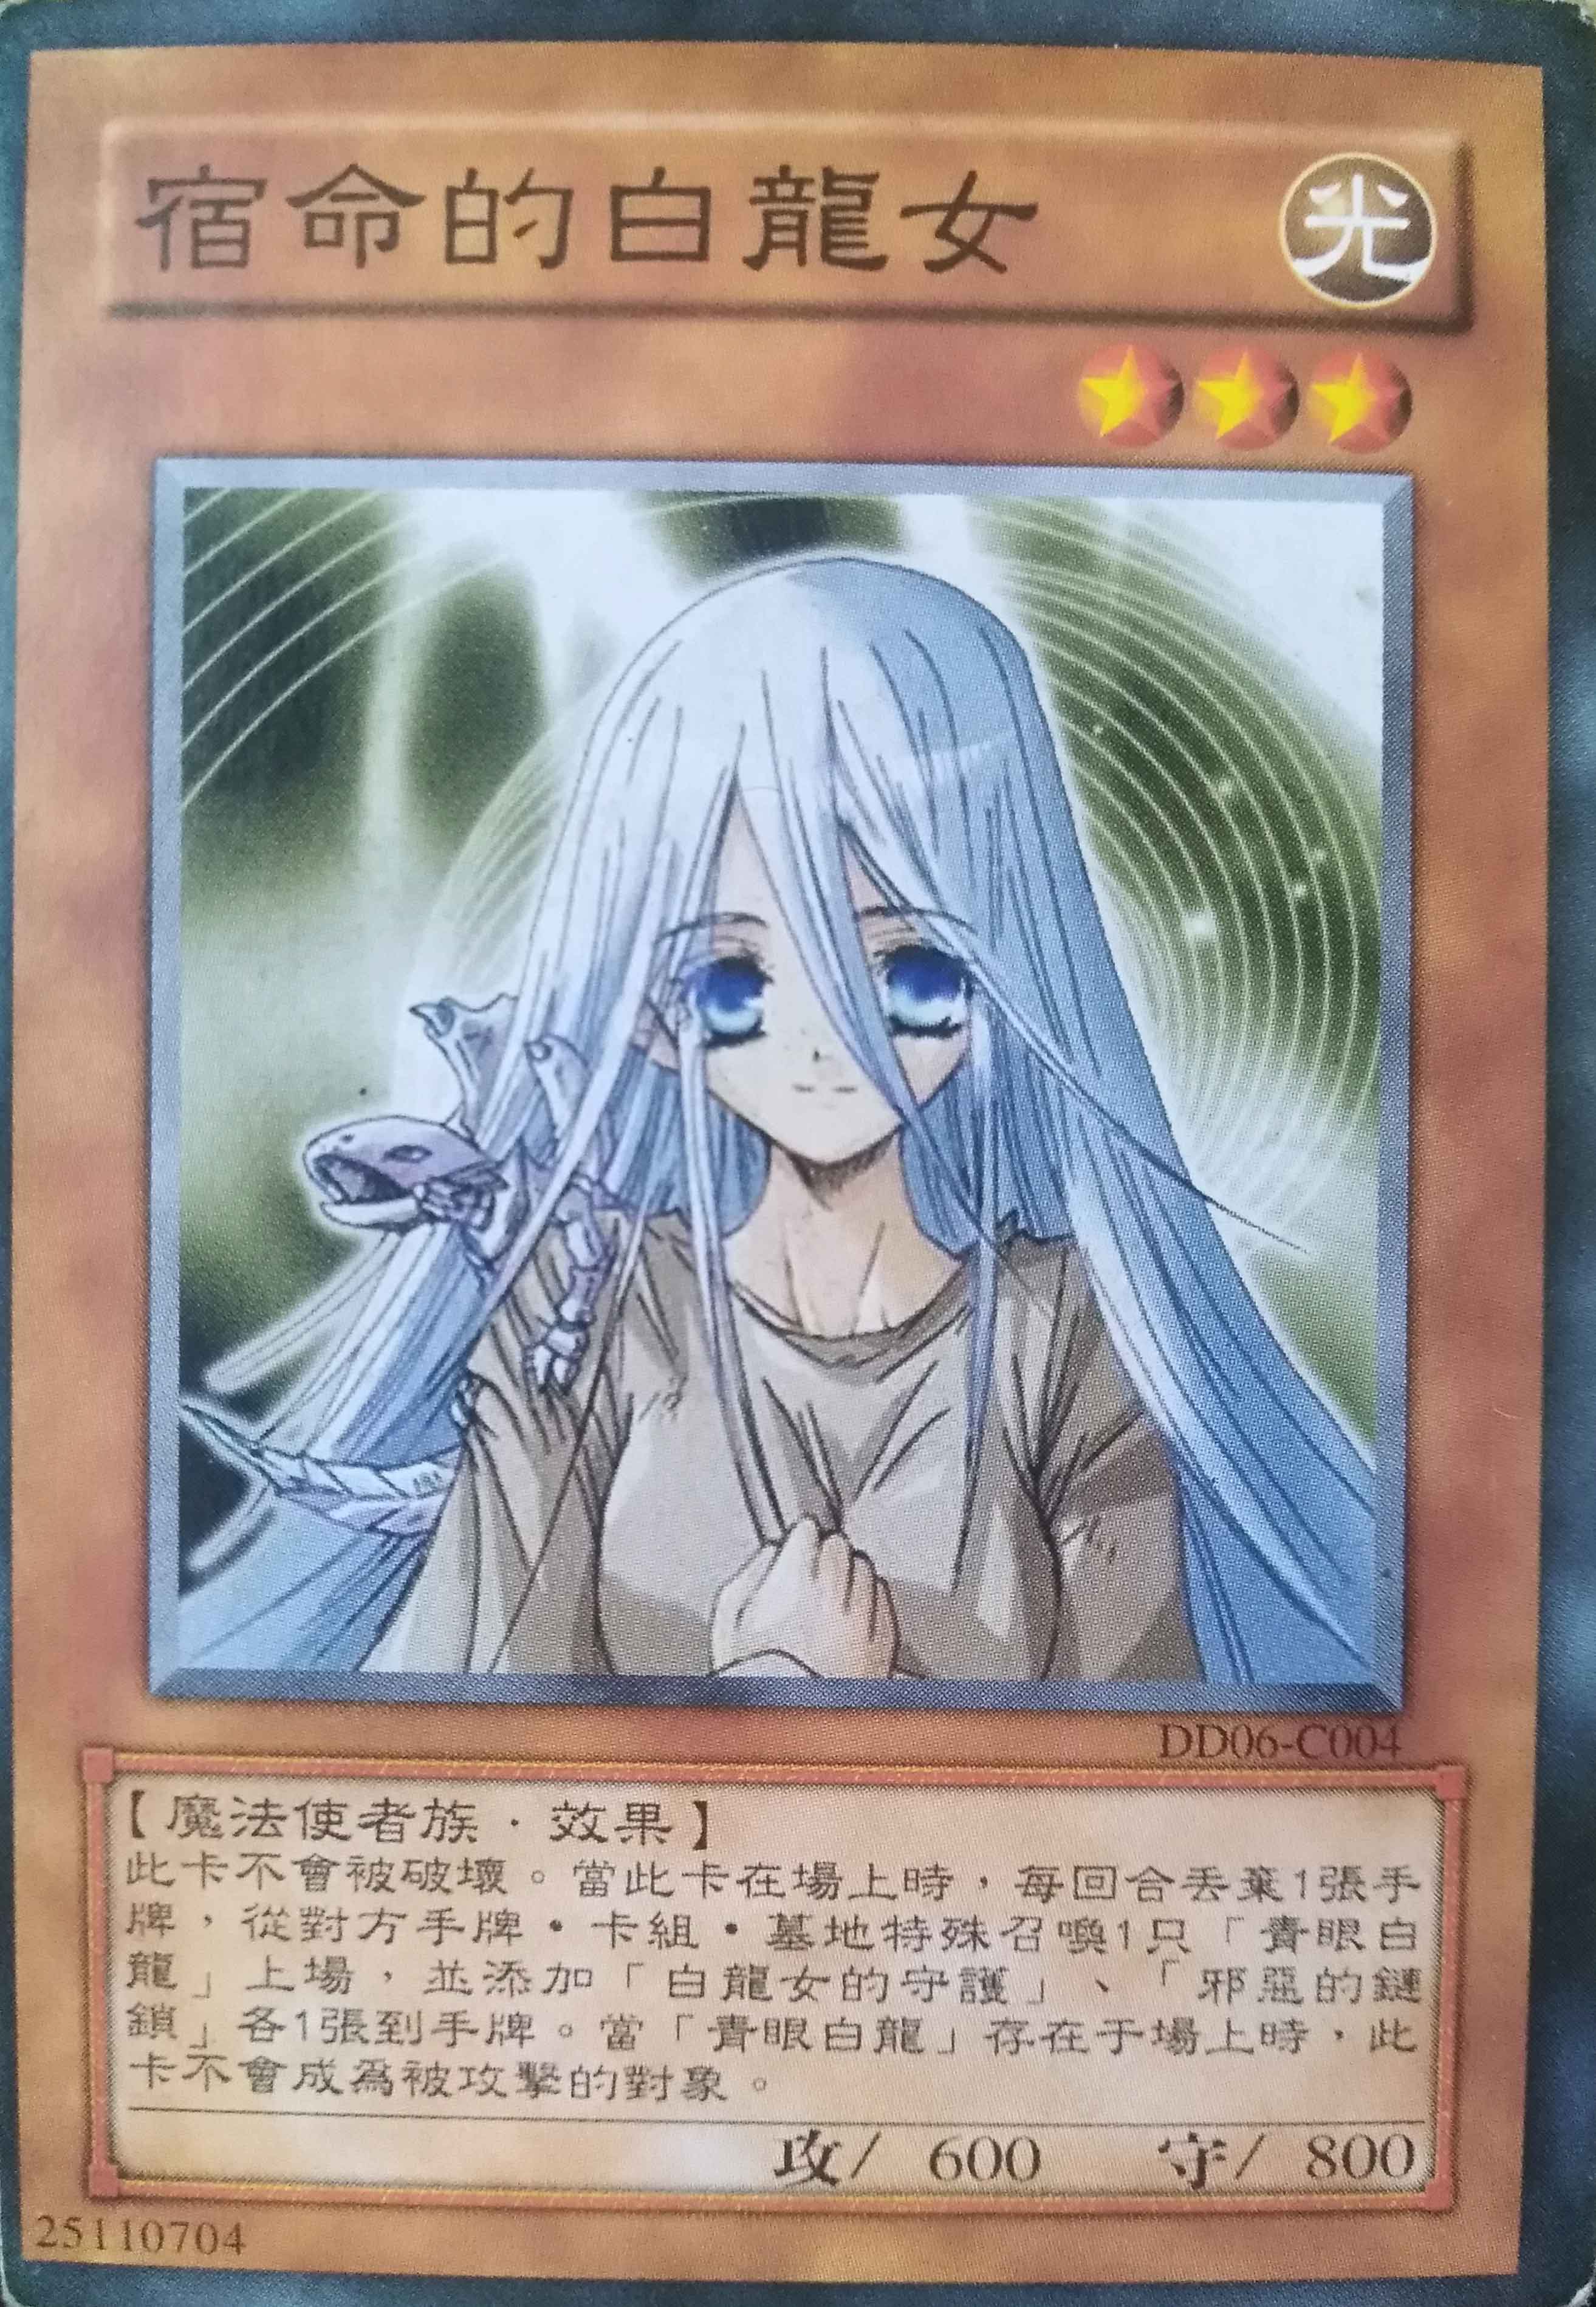 宿命的白龍女
光
DD06-C004
【魔法使者族·效果】
此卡不會被破壞。當此卡在場上時，每回合丢棄1張手
牌，從對方手牌·卡組·墓地特殊召喚1只「青眼白
龍」上場，並添加「白龍女的守護」、「邪惡的鏈
鎖」各1張到手牌。當「青眼白龍」存在于場上時，此
卡不會成爲被攻擊的對象。
攻/ 600 守/ 800
25110704